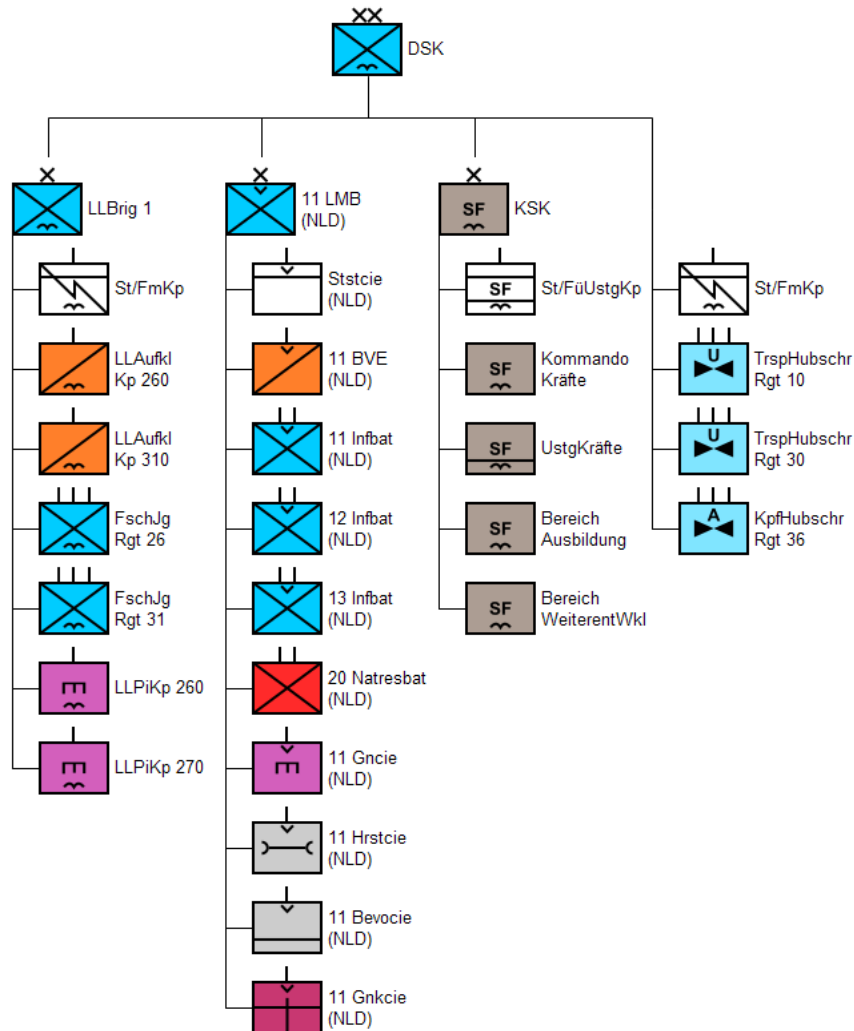 DSK
LLBrig 1
St/FmKp
LLAufkl
Kp 260
LLAufkl
Kp 310
FschJg
Rgt 26
FschJg
Rgt 31
LLPiKp 260
LLPiKp 270
11 LMB
(NLD)
Ststcie
(NLD)
11 BVE
(NLD)
11 Infbat
(NLD)
12 Infbat
(NLD)
13 Infbat
(NLD)
20 Natresbat
(NLD)
11 Gncie
(NLD)
11 Hrstcie
(NLD)
11 Bevocie
(NLD)
11 Gnkcie
(NLD)
SF
KSK
SF
St/FüUstgKp
SF
Kommando
Kräfte
SF
UstgKräfte
SF
Bereich
Ausbildung
SF
Bereich
WeiterentWkl
St/FmKp
U
TrspHubschr
Rgt 10
U
TrspHubschr
Rgt 30
A
KpfHubschr
Rgt 36